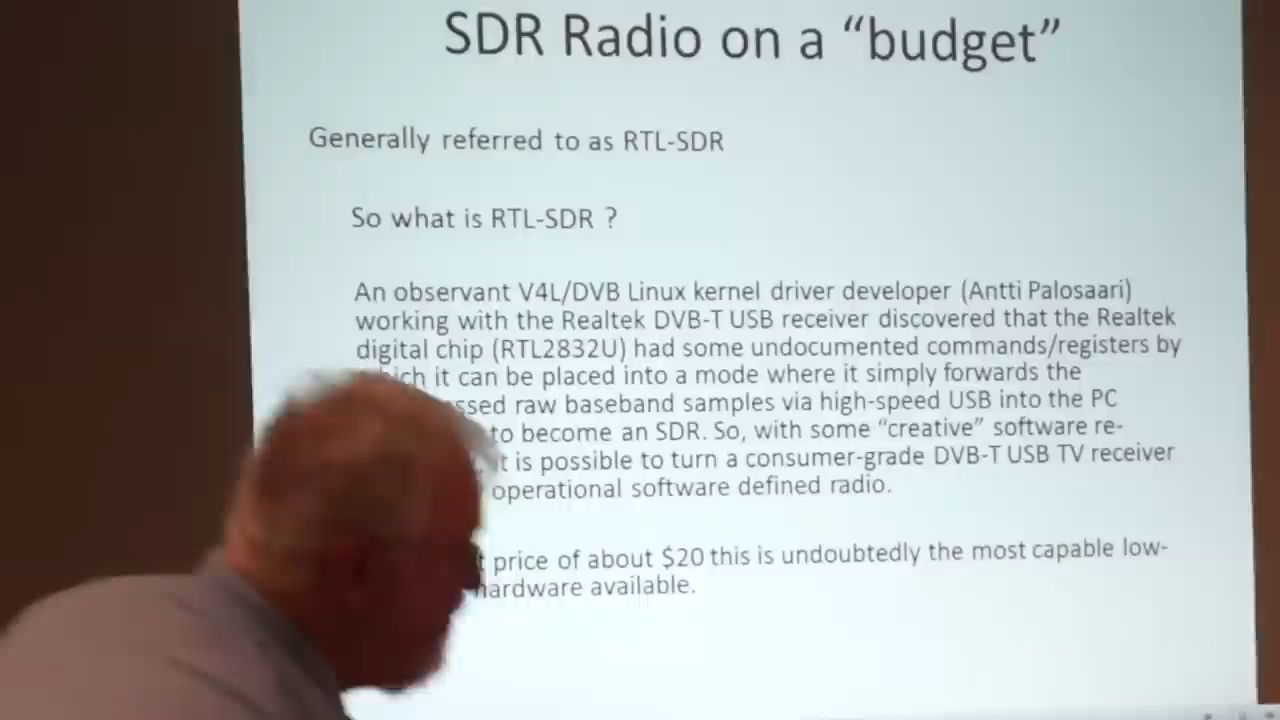 SDR Radio on a “budget”
Generally referred to as RTL-SDR
So what is RTL-SDR ?
An observant V4L/DVB Linux kernel driver developer (Antti Palosaari)
working with the Realtek DVB-T USB receiver discovered that the Realtek
digital chip (RTL2832U) had some undocumented commands/registers by
which it can be placed into a mode where it simply forwards the
raw baseband samples via high-speed USB into the PC
to become an SDR. So, with some “creative” software re-
it is possible to turn a consumer-grade DVB-T USB TV receiver
operational software defined radio.
price of about $20 this is undoubtedly the most capable low-
hardware available.